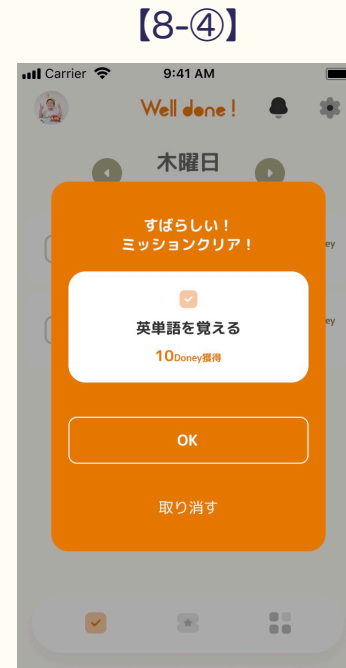 【8-④】
Carrier 9:41 AM
Well done!
木曜日
すばらしい！
ミッションクリア！
ey
英単語を覚える
ey
10Doney獲得
OK
取り消す